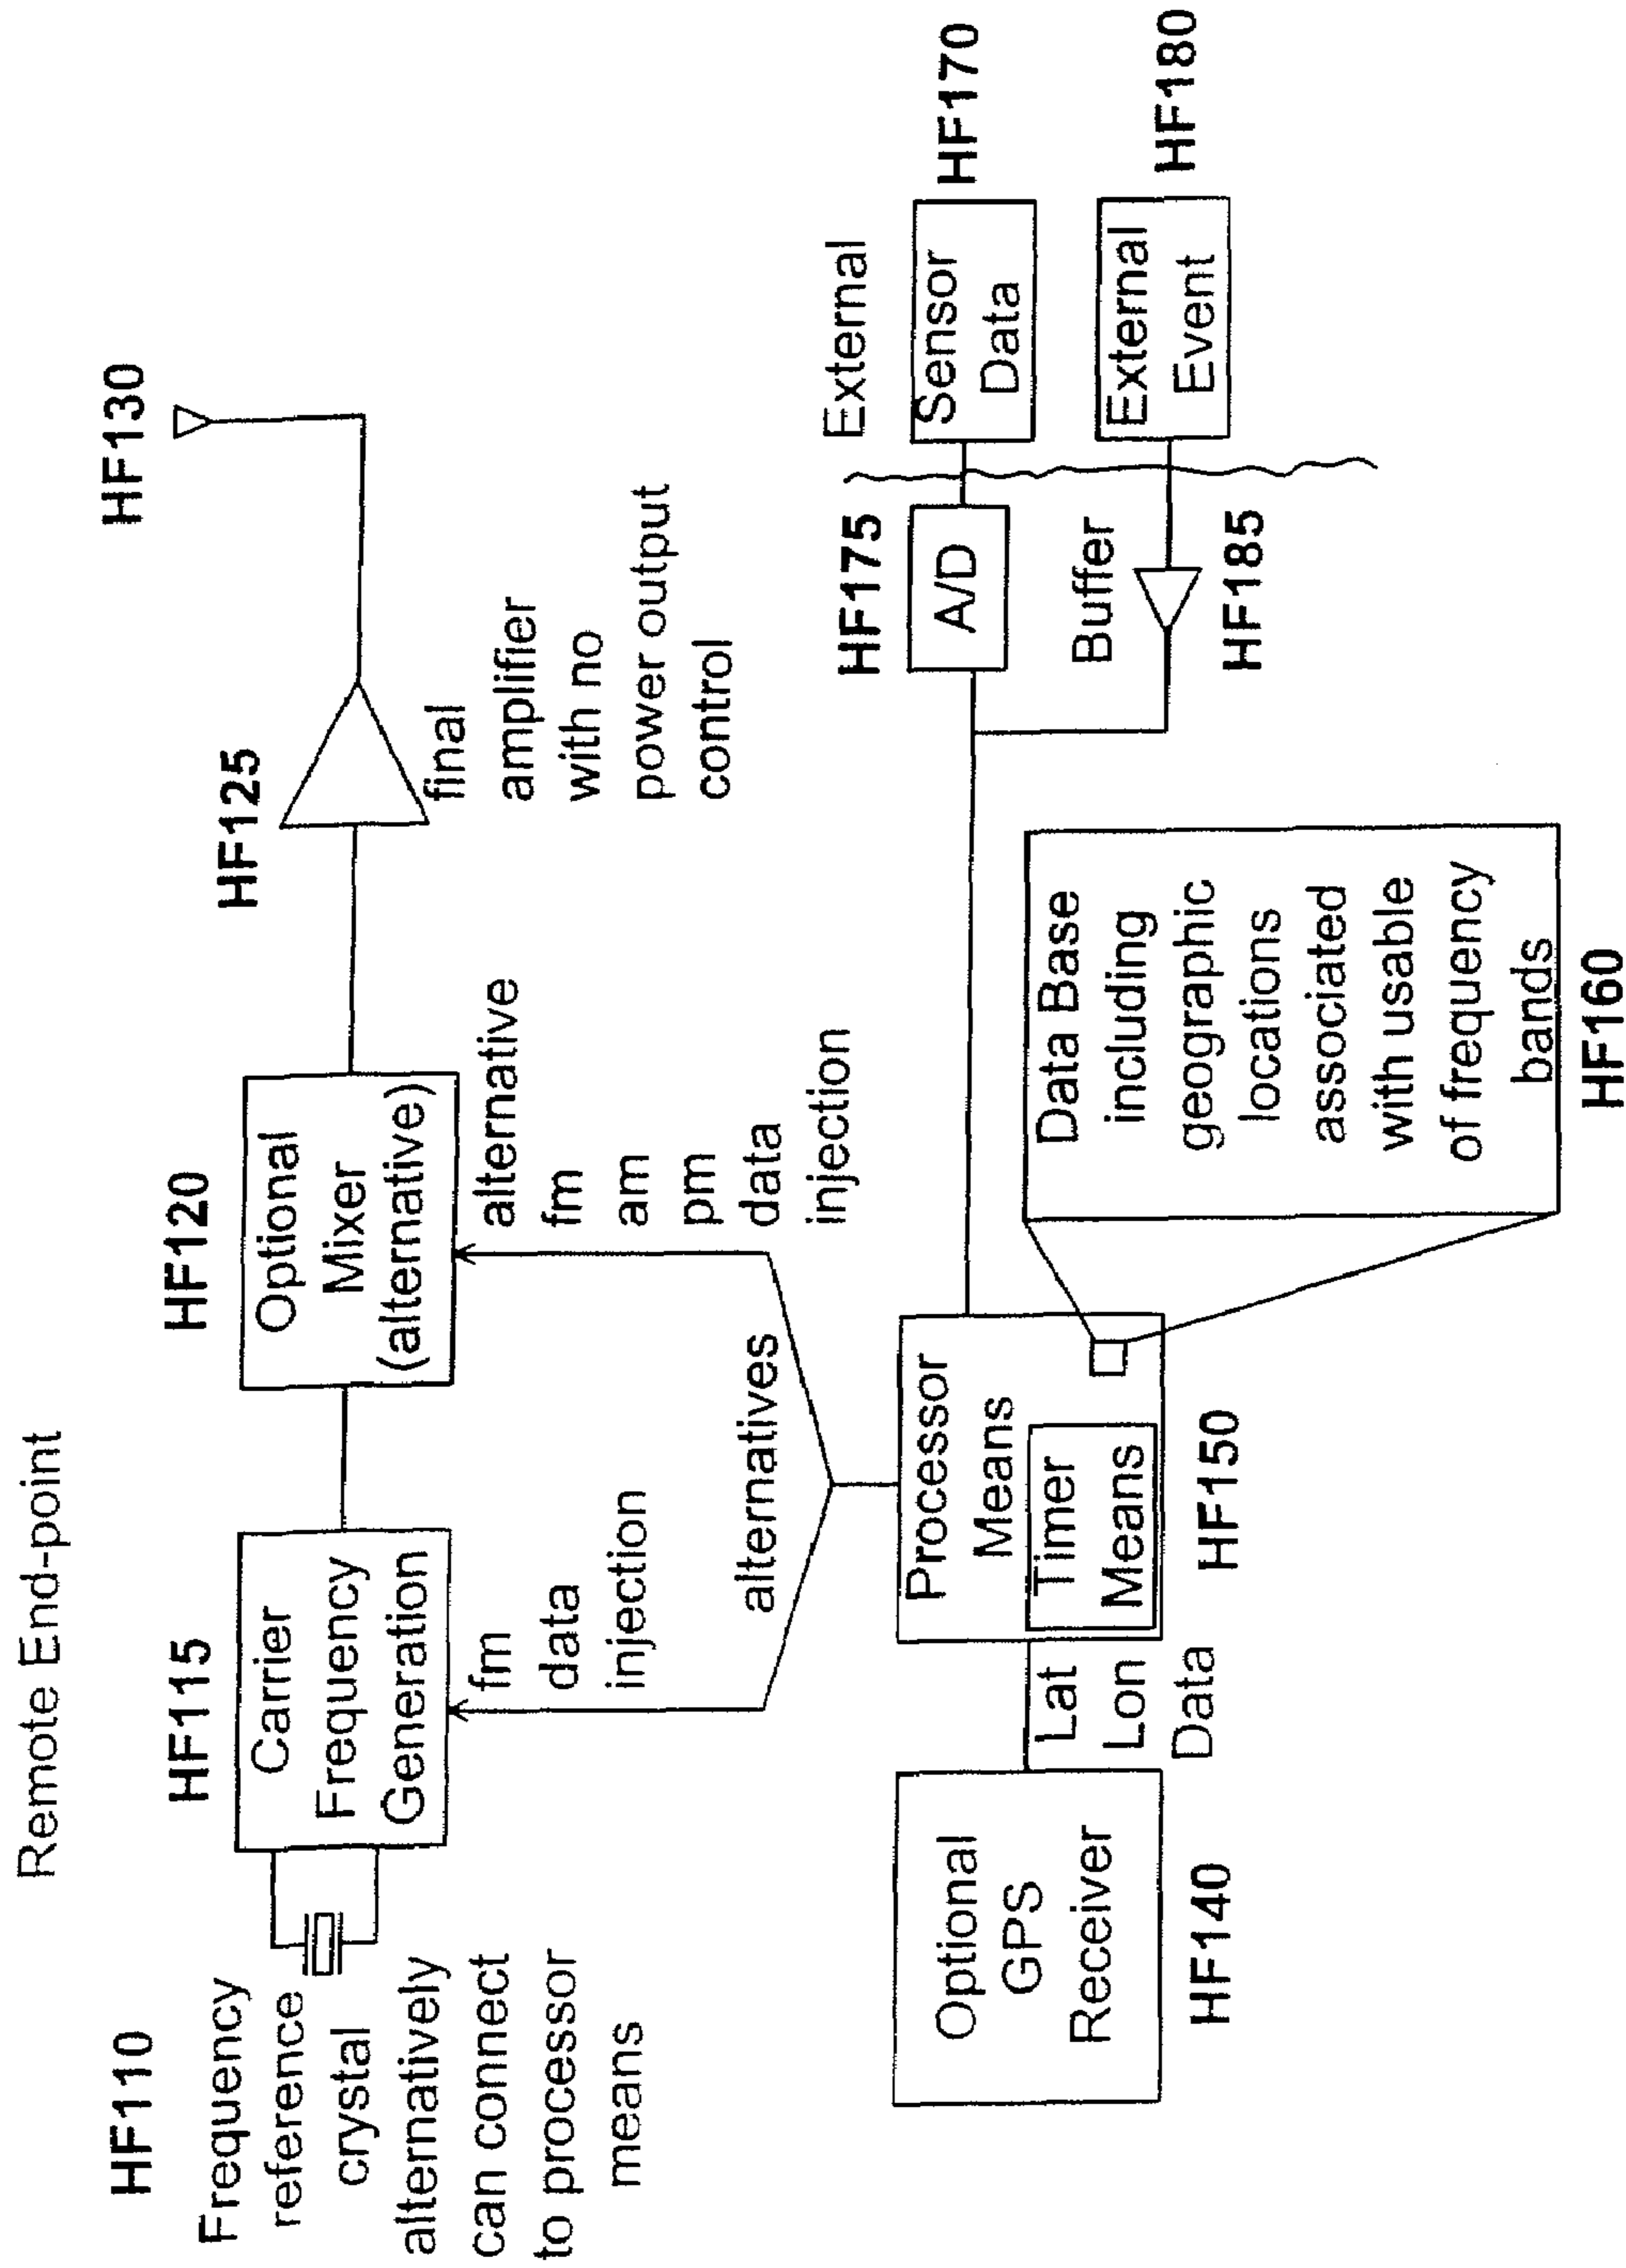 Remote End-point
HF110
Frequency
reference
crystal
alternatively
can connect
to processor
means
HF115
Carrier
Frequency
Generation
fm
data
injection
HF120
Optional
Mixer
(alternative)
alternative
fm
am
pm
data
injection
alternatives
HF125
final
amplifier
with no
power output
control
HF130
Optional
GPS
Receiver
HF140
Lat
Lon
Data
Processor
Means
Timer
Means
HF150
Data Base
including
geographic
locations
associated
with usable
of frequency
bands
HF160
HF175
A/D
Buffer
HF185
External
Sensor
Data
HF170
External
Event
HF180